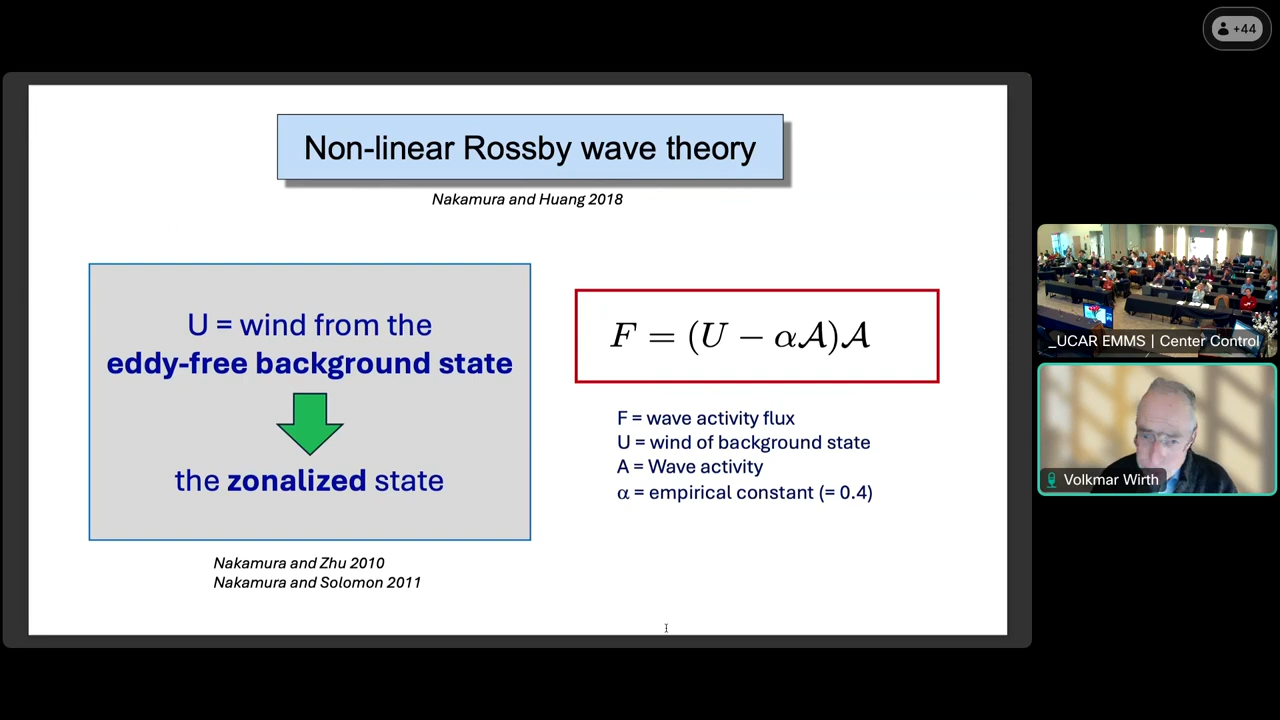 +44
Non-linear Rossby wave theory
Nakamura and Huang 2018
U = wind from the
eddy-free background state
the zonalized state
Nakamura and Zhu 2010
Nakamura and Solomon 2011
F = (U − α𝒜)𝒜
F = wave activity flux
U = wind of background state
A = Wave activity
α = empirical constant (= 0.4)
_UCAR EMMS | Center Control
Volkmar Wirth